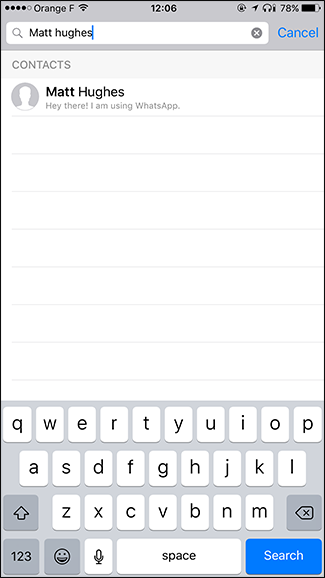 Orange F 12:06 78%
Matt hughes Cancel
CONTACTS
Matt Hughes
Hey there! I am using WhatsApp.
q w e r t y u i o p
a s d f g h j k l
z x c v b n m
123 space Search